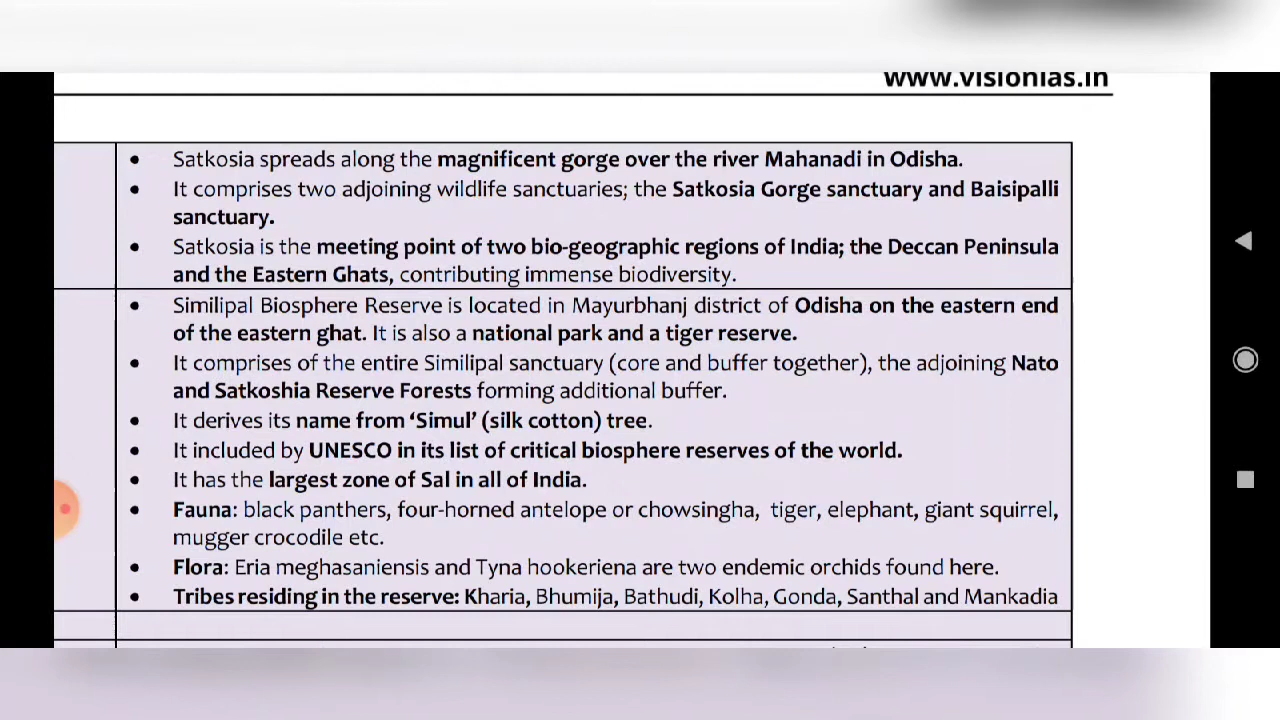 www.visionias.in
• Satkosia spreads along the magnificent gorge over the river Mahanadi in Odisha.
• It comprises two adjoining wildlife sanctuaries; the Satkosia Gorge sanctuary and Baisipalli
sanctuary.
• Satkosia is the meeting point of two bio-geographic regions of India; the Deccan Peninsula
and the Eastern Ghats, contributing immense biodiversity.
• Similipal Biosphere Reserve is located in Mayurbhanj district of Odisha on the eastern end
of the eastern ghat. It is also a national park and a tiger reserve.
• It comprises of the entire Similipal sanctuary (core and buffer together), the adjoining Nato
and Satkoshia Reserve Forests forming additional buffer.
• It derives its name from ‘Simul’ (silk cotton) tree.
• It included by UNESCO in its list of critical biosphere reserves of the world.
• It has the largest zone of Sal in all of India.
• Fauna: black panthers, four-horned antelope or chowsingha, tiger, elephant, giant squirrel,
mugger crocodile etc.
• Flora: Eria meghasaniensis and Tyna hookeriena are two endemic orchids found here.
• Tribes residing in the reserve: Kharia, Bhumija, Bathudi, Kolha, Gonda, Santhal and Mankadia